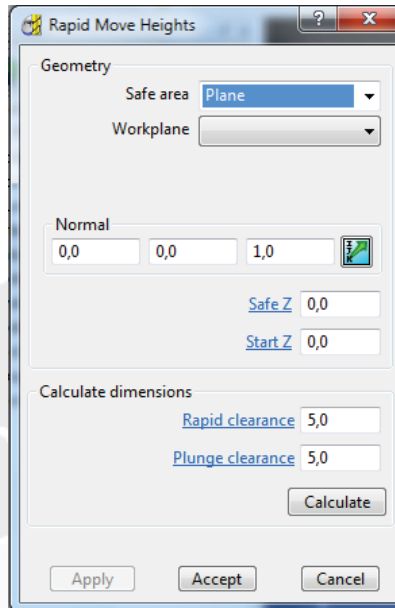 Rapid Move Heights
Geometry
Safe area Plane
Workplane
Normal
0,0 0,0 1,0
Safe Z 0,0
Start Z 0,0
Calculate dimensions
Rapid clearance 5,0
Plunge clearance 5,0
Calculate
Apply Accept Cancel